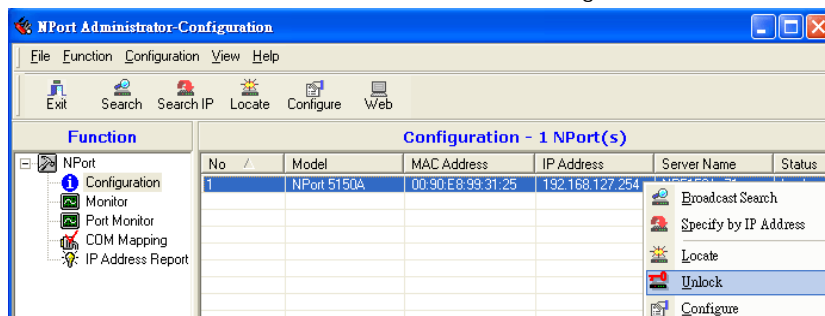 NPort Administrator-Configuration
File Function Configuration View Help
Exit Search Search IP Locate Configure Web
Function
Configuration - 1 NPort(s)
NPort
Configuration
Monitor
Port Monitor
COM Mapping
IP Address Report
No Model MAC Address IP Address Server Name Status
1 NPort 5150A 00:90:E8:99:31:25 192.168.127.254
Broadcast Search
Specify by IP Address
Locate
Unlock
Configure